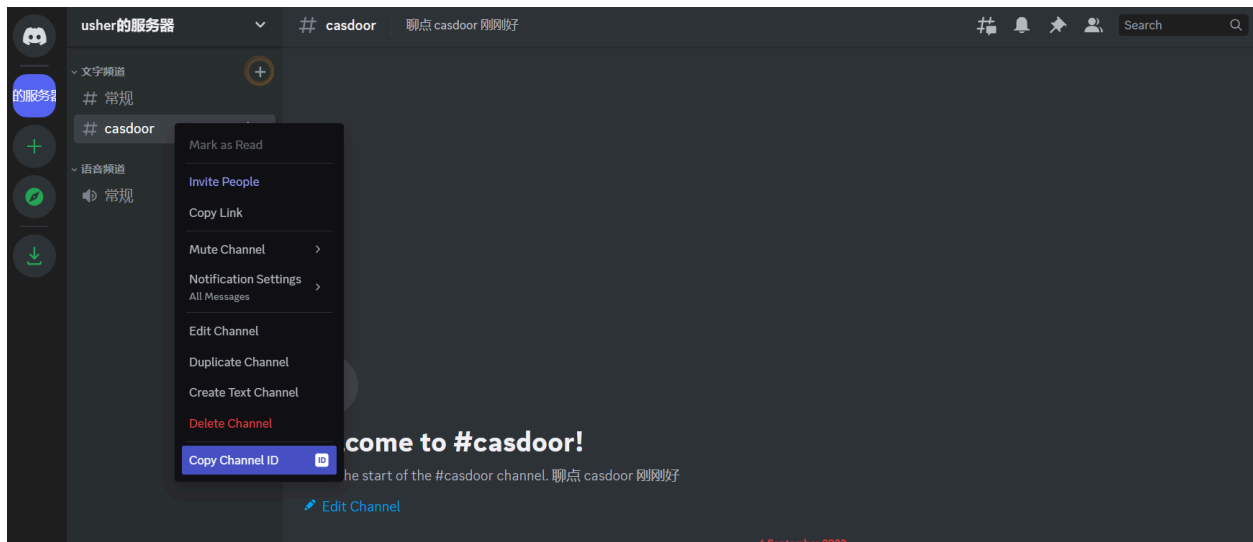 usher的服务器
# casdoor
聊点 casdoor 刚刚好
Search
文字频道
的服务器
# 常规
# casdoor
Mark as Read
语音频道
Invite People
常规
Copy Link
Mute Channel
Notification Settings
All Messages
Edit Channel
Duplicate Channel
Create Text Channel
Delete Channel
come to #casdoor!
Copy Channel ID
ID
he start of the #casdoor channel. 聊点 casdoor 刚刚好
Edit Channel